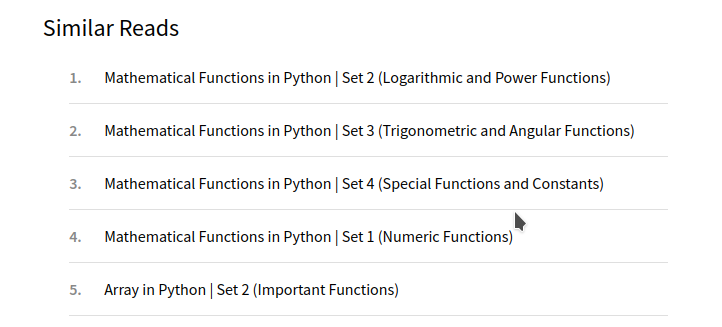 Similar Reads
1. Mathematical Functions in Python | Set 2 (Logarithmic and Power Functions)
2. Mathematical Functions in Python | Set 3 (Trigonometric and Angular Functions)
3. Mathematical Functions in Python | Set 4 (Special Functions and Constants)
4. Mathematical Functions in Python | Set 1 (Numeric Functions)
5. Array in Python | Set 2 (Important Functions)